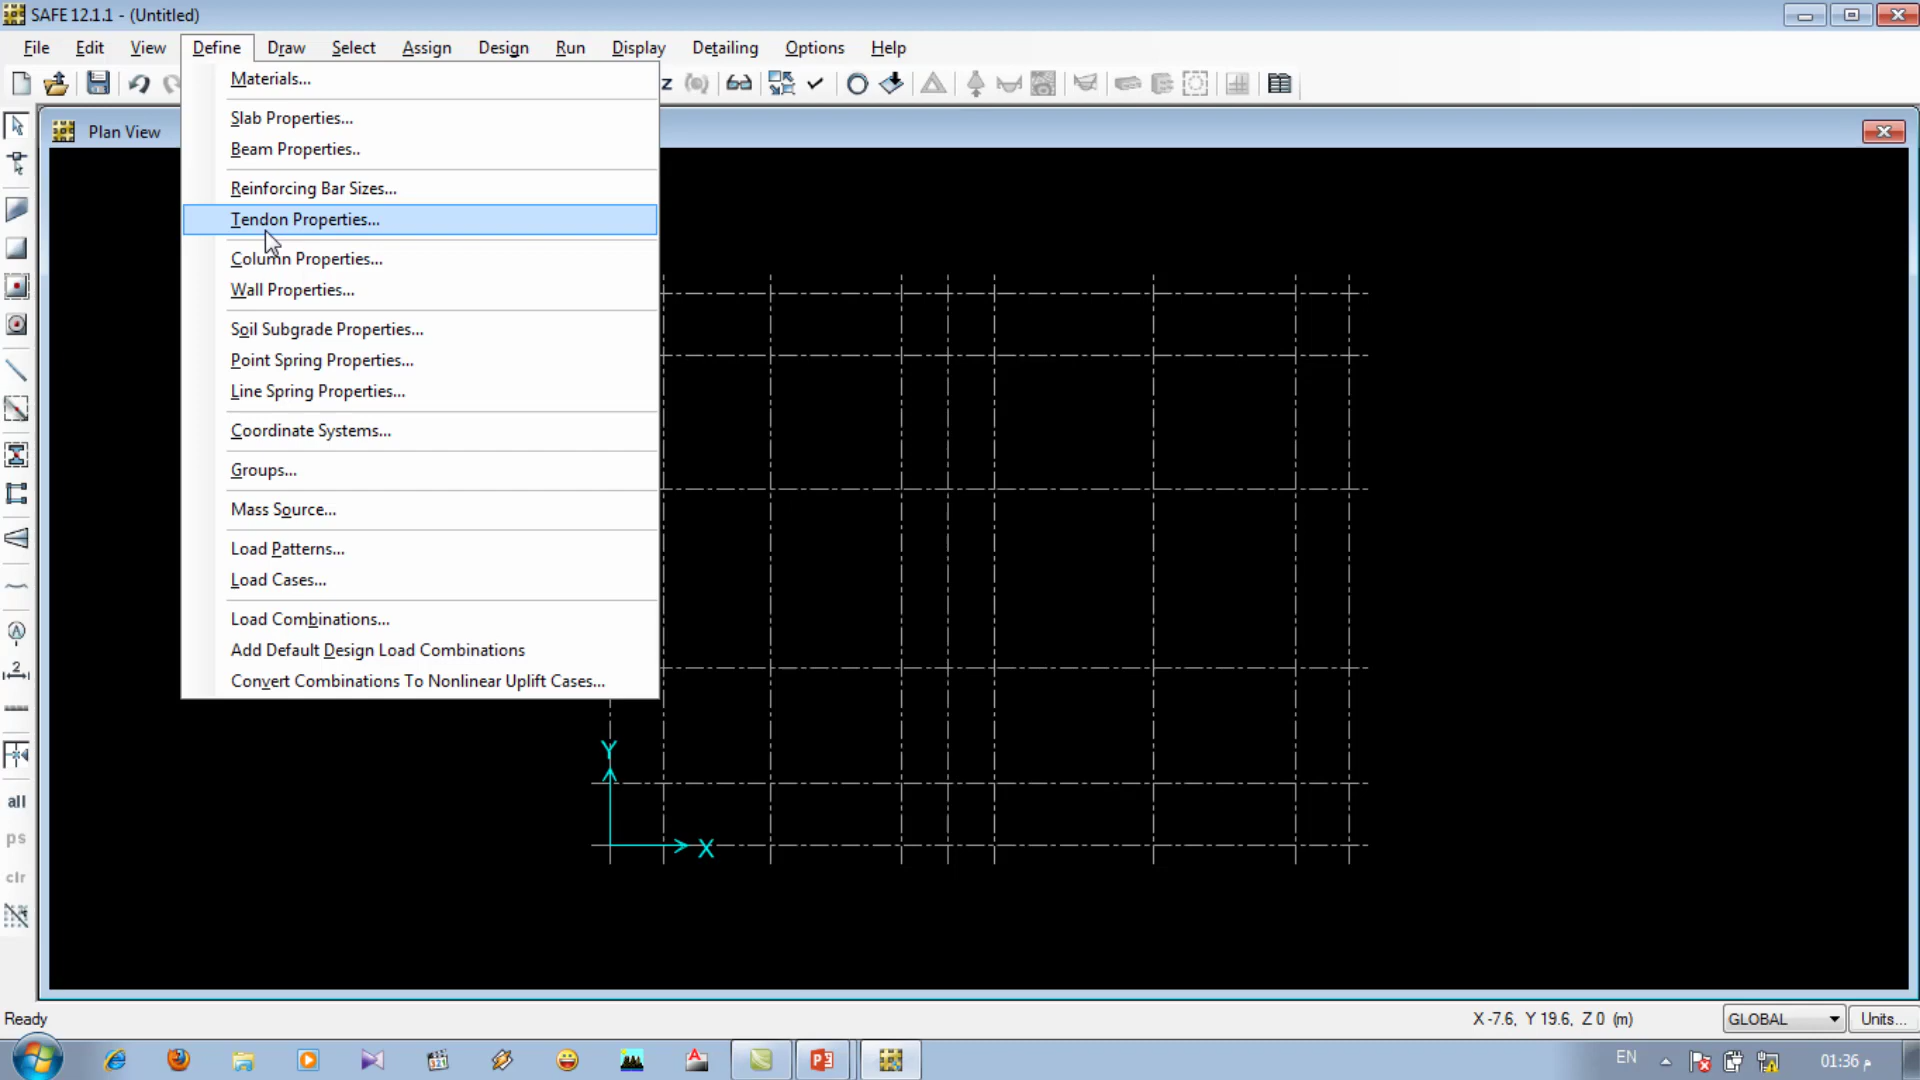 SAFE 12.1.1 - (Untitled)
File Edit View Define Draw Select Assign Design Run Display Detailing Options Help
Materials...
Slab Properties...
Beam Properties..
Reinforcing Bar Sizes...
Tendon Properties...
Column Properties...
Wall Properties...
Soil Subgrade Properties...
Point Spring Properties...
Line Spring Properties...
Coordinate Systems...
Groups...
Mass Source...
Load Patterns...
Load Cases...
Load Combinations...
Add Default Design Load Combinations
Convert Combinations To Nonlinear Uplift Cases...
z
Plan View
Y
X
2
all
ps
clr
Ready
X -7.6, Y 19.6, Z 0 (m)
GLOBAL
Units...
EN
01:36 م